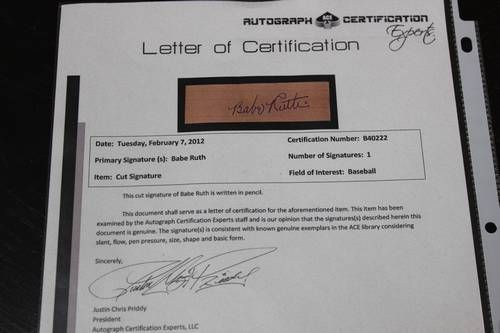 AUTOGRAPH ACE CERTIFICATION
Experts
Letter of Certification
Babe Ruth
Date: Tuesday, February 7, 2012
Certification Number: B40222
Primary Signature (s): Babe Ruth
Number of Signatures: 1
Item: Cut Signature
Field of Interest: Baseball
This cut signature of Babe Ruth is written in pencil.
This document shall serve as a letter of certification for the aforementioned item. This item has been
examined by the Autograph Certification Experts staff and is our opinion that the signatures(s) described herein this
document is genuine. The signature(s) is consistent with known genuine exemplars in the ACE library considering
slant, flow, pen pressure, size, shape and basic form.
Sincerely,
Justin Chris Priddy
Justin Chris Priddy
President
Autograph Certification Experts, LLC